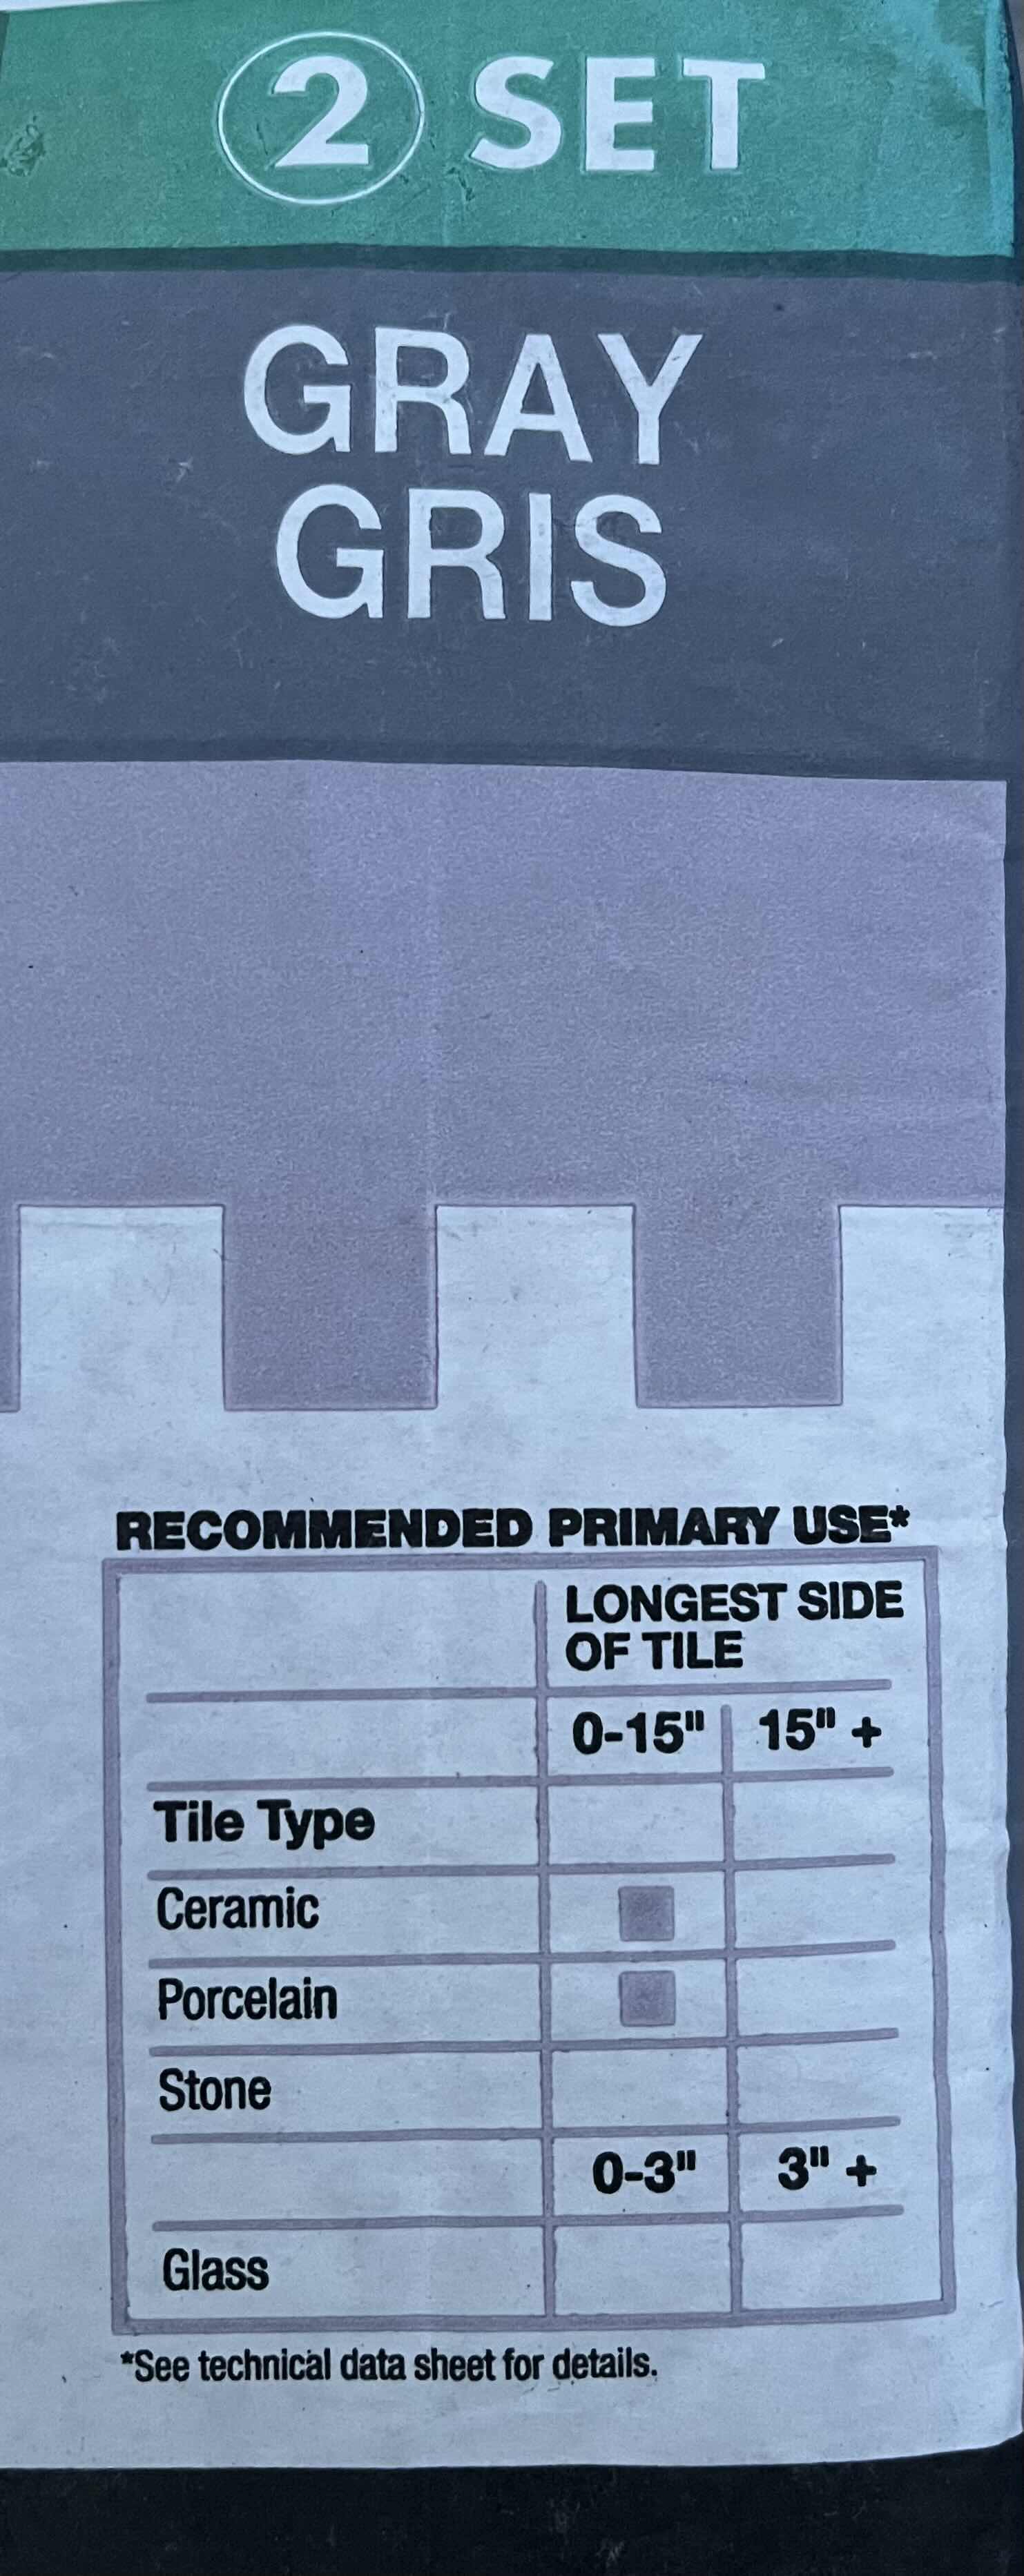 2 SET
GRAY
GRIS
RECOMMENDED PRIMARY USE*
LONGEST SIDE
OF TILE
0-15" 15" +
Tile Type
Ceramic
Porcelain
Stone
0-3" 3" +
Glass
*See technical data sheet for details.